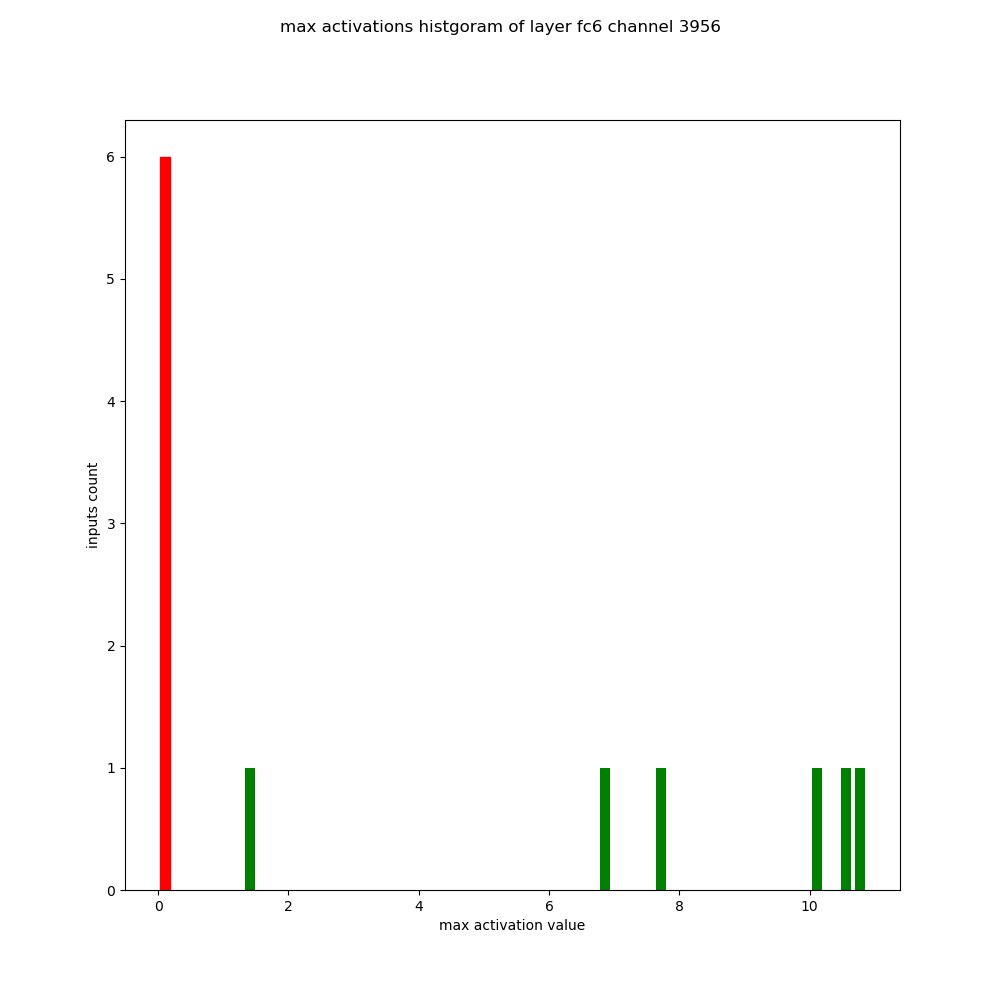 max activations histgoram of layer fc6 channel 3956
6
5
4
3
2
1
0
inputs count
0 2 4 6 8 10
max activation value